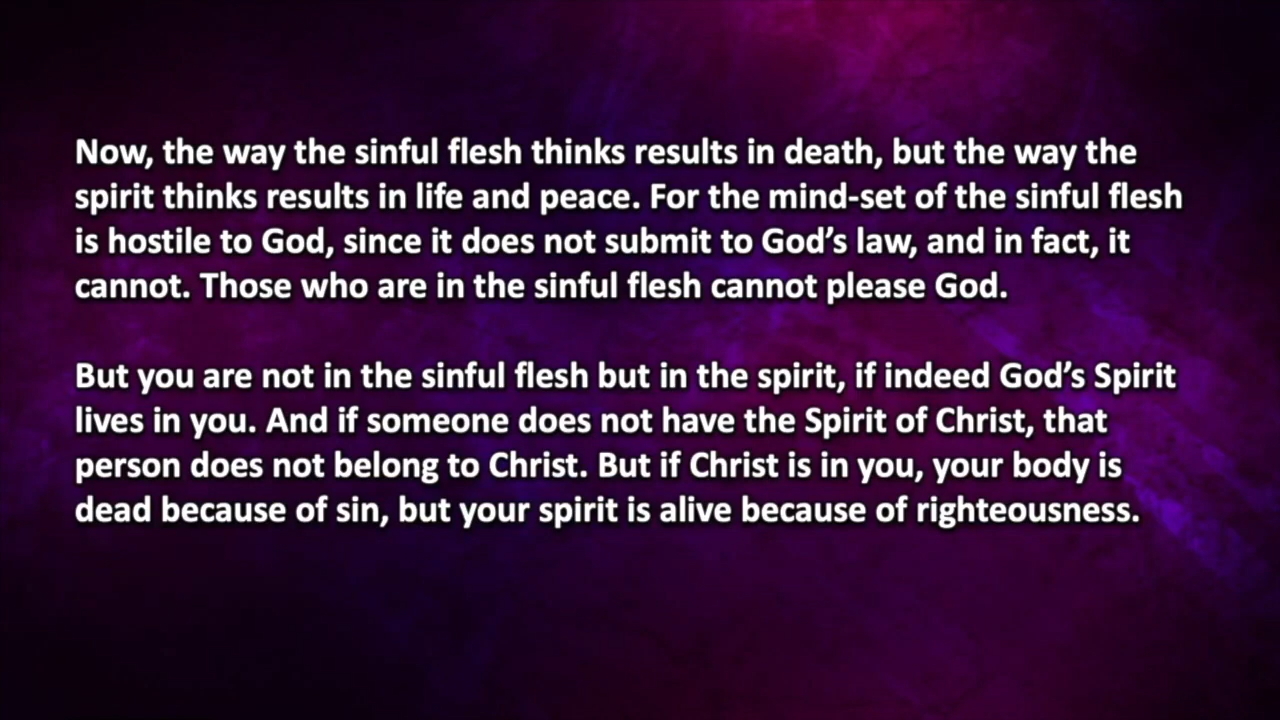 Now, the way the sinful flesh thinks results in death, but the way the
spirit thinks results in life and peace. For the mind-set of the sinful flesh
is hostile to God, since it does not submit to God’s law, and in fact, it
cannot. Those who are in the sinful flesh cannot please God.
But you are not in the sinful flesh but in the spirit, if indeed God’s Spirit
lives in you. And if someone does not have the Spirit of Christ, that
person does not belong to Christ. But if Christ is in you, your body is
dead because of sin, but your spirit is alive because of righteousness.